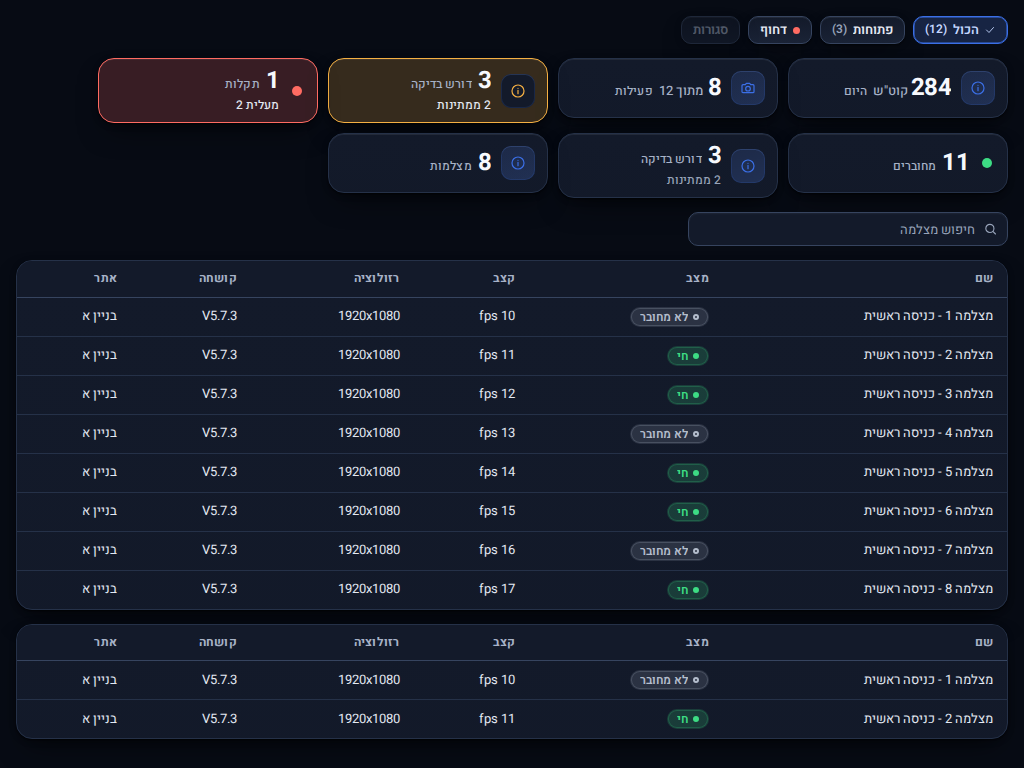 הכול (12) פתוחות (3) דחוף סגורות
284 קוט"ש היום
8 מתוך 12 פעילות
3 דורש בדיקה
2 ממתינות
1 תקלות
2 מעלית
11 מחוברים
3 דורש בדיקה
2 ממתינות
8 מצלמות
חיפוש מצלמה
שם מצב קצב רזולוציה קושחה אתר
מצלמה 1 - כניסה ראשית לא מחובר 10 fps 1920x1080 V5.7.3 בניין א
מצלמה 2 - כניסה ראשית חי 11 fps 1920x1080 V5.7.3 בניין א
מצלמה 3 - כניסה ראשית חי 12 fps 1920x1080 V5.7.3 בניין א
מצלמה 4 - כניסה ראשית לא מחובר 13 fps 1920x1080 V5.7.3 בניין א
מצלמה 5 - כניסה ראשית חי 14 fps 1920x1080 V5.7.3 בניין א
מצלמה 6 - כניסה ראשית חי 15 fps 1920x1080 V5.7.3 בניין א
מצלמה 7 - כניסה ראשית לא מחובר 16 fps 1920x1080 V5.7.3 בניין א
מצלמה 8 - כניסה ראשית חי 17 fps 1920x1080 V5.7.3 בניין א
שם מצב קצב רזולוציה קושחה אתר
מצלמה 1 - כניסה ראשית לא מחובר 10 fps 1920x1080 V5.7.3 בניין א
מצלמה 2 - כניסה ראשית חי 11 fps 1920x1080 V5.7.3 בניין א